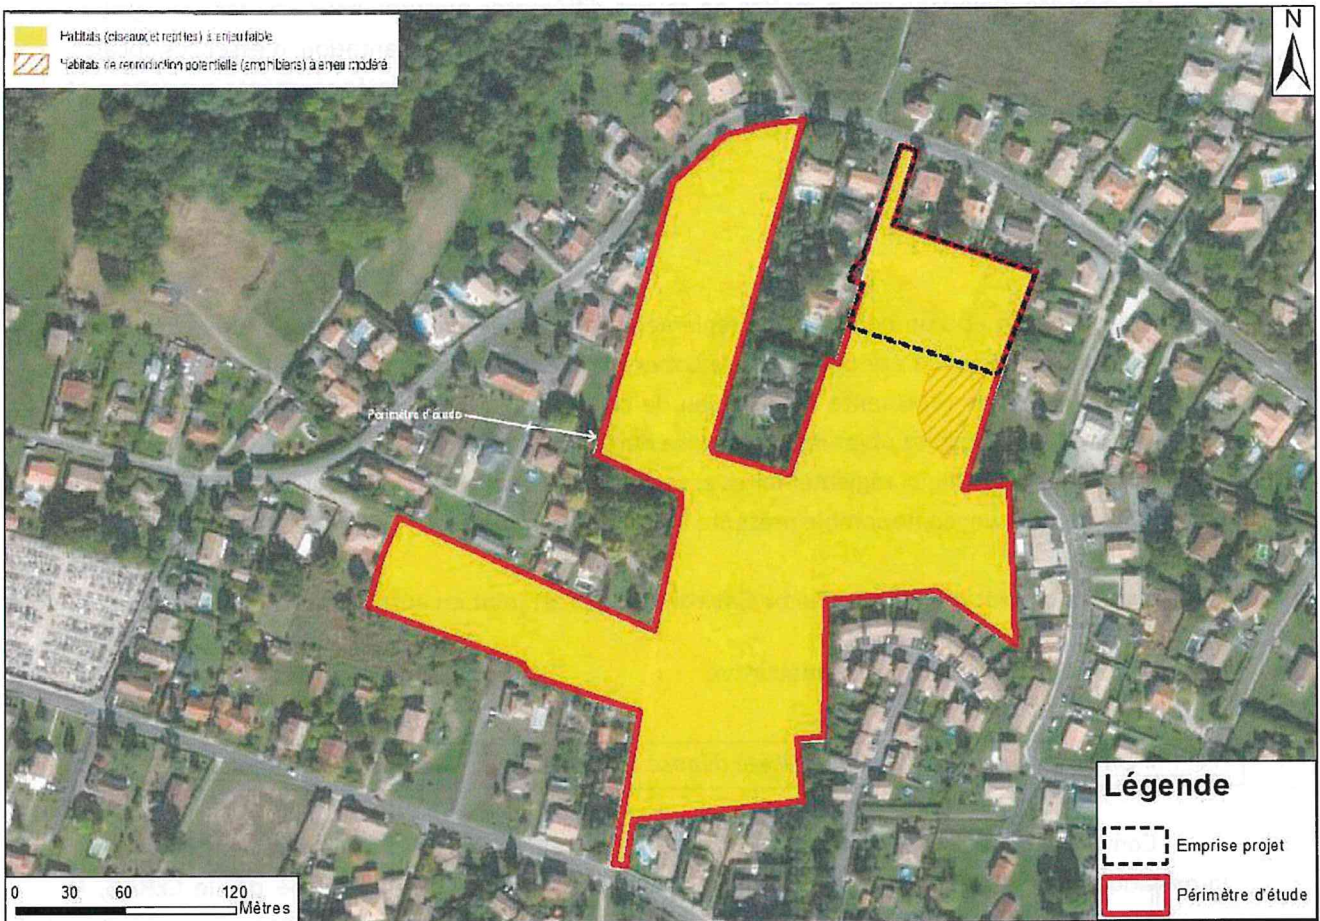 Habitats (oiseaux et reptiles) à enjeu faible
Habitats de reproduction potentielle (amphibiens) à enjeu modéré
N
Périmètre d'étude
Légende
Emprise projet
Périmètre d'étude
0 30 60 120
Mètres